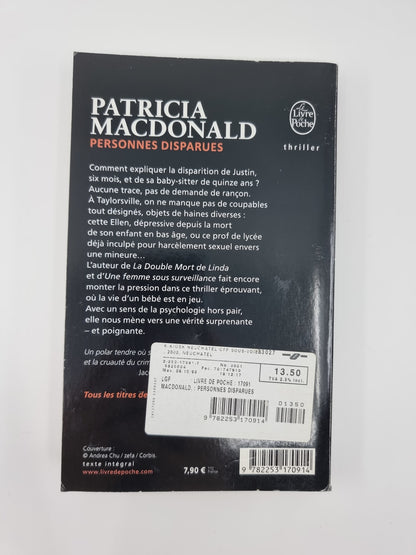 PATRICIA
MACDONALD
PERSONNES DISPARUES
Le
Livre
de
Poche
thriller
Comment expliquer la disparition de Justin,
six mois, et de sa baby-sitter de quinze ans ?
Aucune trace, pas de demande de rançon.
À Taylorsville, on ne manque pas de coupables
tout désignés, objets de haines diverses :
cette Ellen, dépressive depuis la mort
de son enfant en bas âge, ou ce prof de lycée
déjà inculpé pour harcèlement sexuel envers
une mineure…
L'auteur de La Double Mort de Linda
et d'Une femme sous surveillance fait encore
monter la pression dans ce thriller éprouvant,
où la vie d'un bébé est en jeu.
Avec un sens de la psychologie hors pair,
elle nous mène vers une vérité surprenante
– et poignante.
Un polar tendre où s
et la cruauté du crim
Jac
Tous les titres de
NEUCHATEL
2002, NEUCHATEL
13.50
LGF LIVRE DE POCHE : 17091
MACDONALD, : PERSONNES DISPARUES
01350
9 782253 170914
Couverture :
© Andrea Chu / zefa / Corbis.
texte intégral
www.livredepoche.com
7,90 €
9 782253 170914